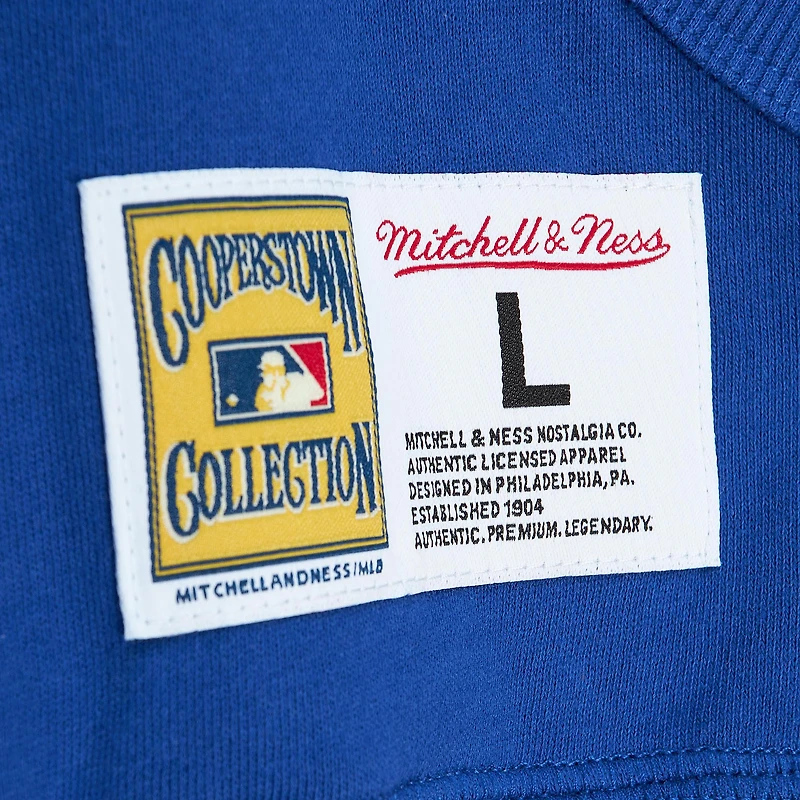 COOPERSTOWN
COLLECTION
MITCHELLANDNESS/MLB
Mitchell & Ness
L
MITCHELL & NESS NOSTALGIA CO.
AUTHENTIC LICENSED APPAREL
DESIGNED IN PHILADELPHIA, PA.
ESTABLISHED 1904
AUTHENTIC. PREMIUM. LEGENDARY.